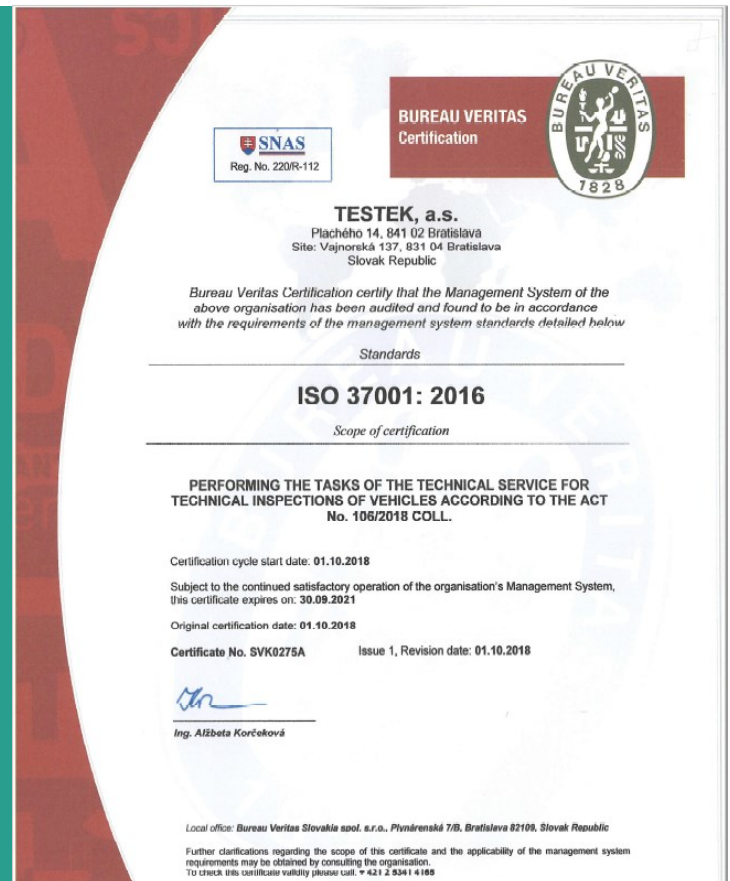 BUREAU VERITAS
Certification
BUREAU VERITAS
1828
SNAS
Reg. No. 220/R-112
TESTEK, a.s.
Plachého 14, 841 02 Bratislava
Site: Vajnorská 137, 831 04 Bratislava
Slovak Republic
Bureau Veritas Certification certify that the Management System of the
above organisation has been audited and found to be in accordance
with the requirements of the management system standards detailed below
Standards
ISO 37001: 2016
Scope of certification
PERFORMING THE TASKS OF THE TECHNICAL SERVICE FOR
TECHNICAL INSPECTIONS OF VEHICLES ACCORDING TO THE ACT
No. 106/2018 COLL.
Certification cycle start date: 01.10.2018
Subject to the continued satisfactory operation of the organisation's Management System,
this certificate expires on: 30.09.2021
Original certification date: 01.10.2018
Certificate No. SVK0275A Issue 1, Revision date: 01.10.2018
Ing. Alžbeta Korčeková
Local office: Bureau Veritas Slovakia spol. s.r.o., Plynárenská 7/B, Bratislava 82109, Slovak Republic
Further clarifications regarding the scope of this certificate and the applicability of the management system
requirements may be obtained by consulting the organisation.
To check this certificate validity please call: + 421 2 5341 4165